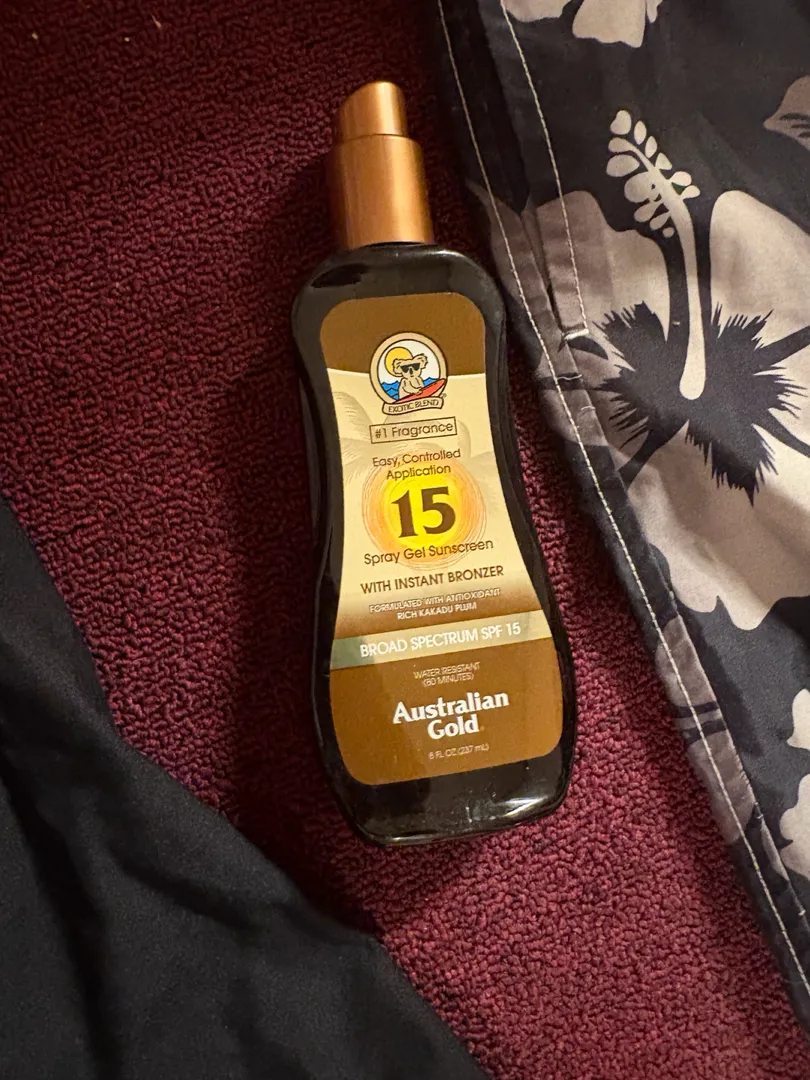 EXOTIC BLEND
#1 Fragrance
Easy, Controlled
Application
15
Spray Gel Sunscreen
WITH INSTANT BRONZER
FORMULATED WITH ANTIOXIDANT
RICH KAKADU PLUM
BROAD SPECTRUM SPF 15
WATER RESISTANT
(80 MINUTES)
Australian
Gold
8 FL OZ (237 mL)